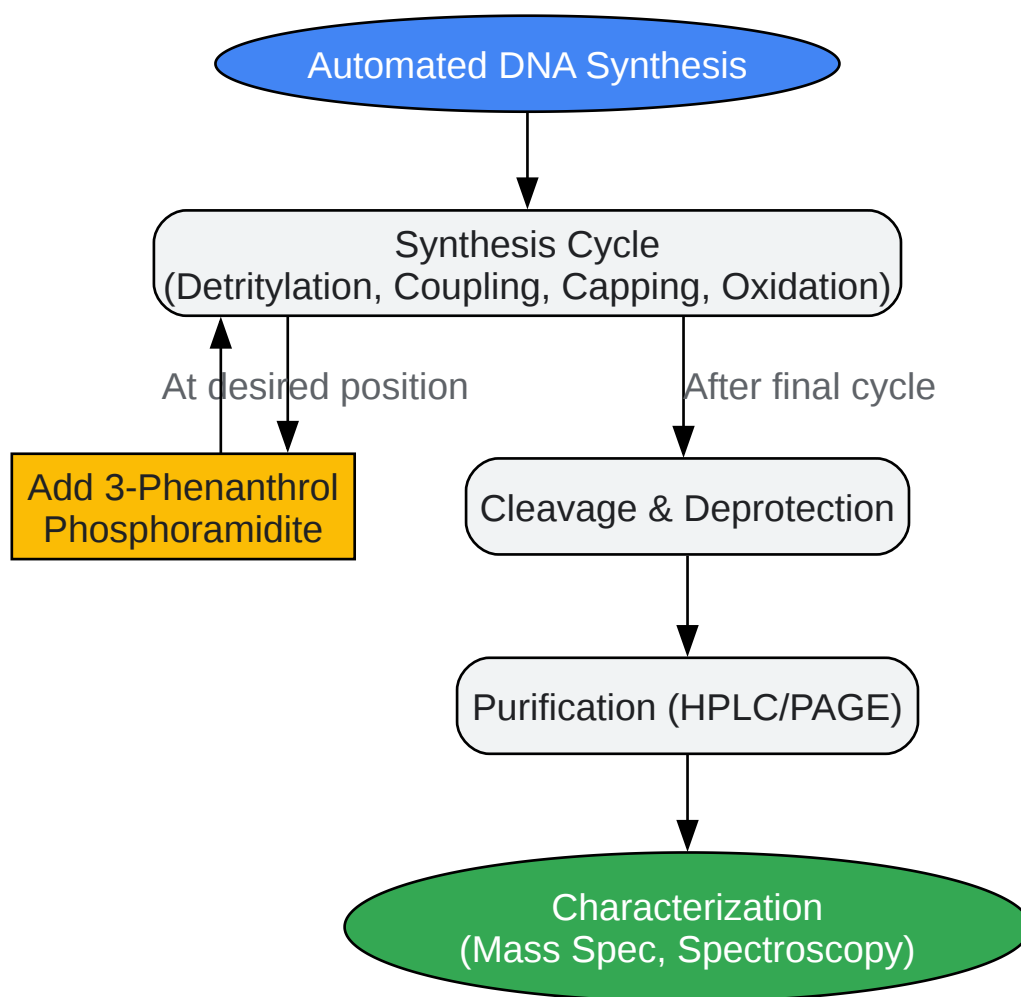 Automated DNA Synthesis
Synthesis Cycle
(Detritylation, Coupling, Capping, Oxidation)
At desired position
After final cycle
Add 3-Phenanthrol
Phosphoramidite
Cleavage & Deprotection
Purification (HPLC/PAGE)
Characterization
(Mass Spec, Spectroscopy)